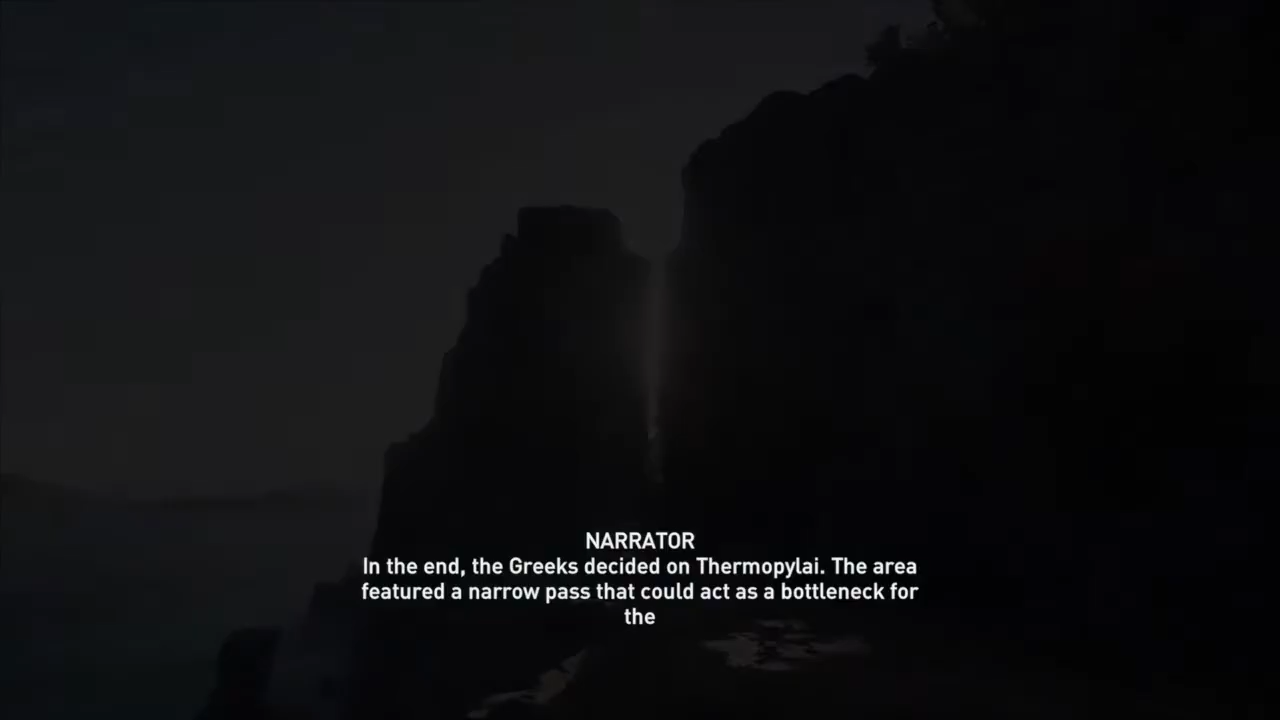 NARRATOR
In the end, the Greeks decided on Thermopylai. The area
featured a narrow pass that could act as a bottleneck for
the